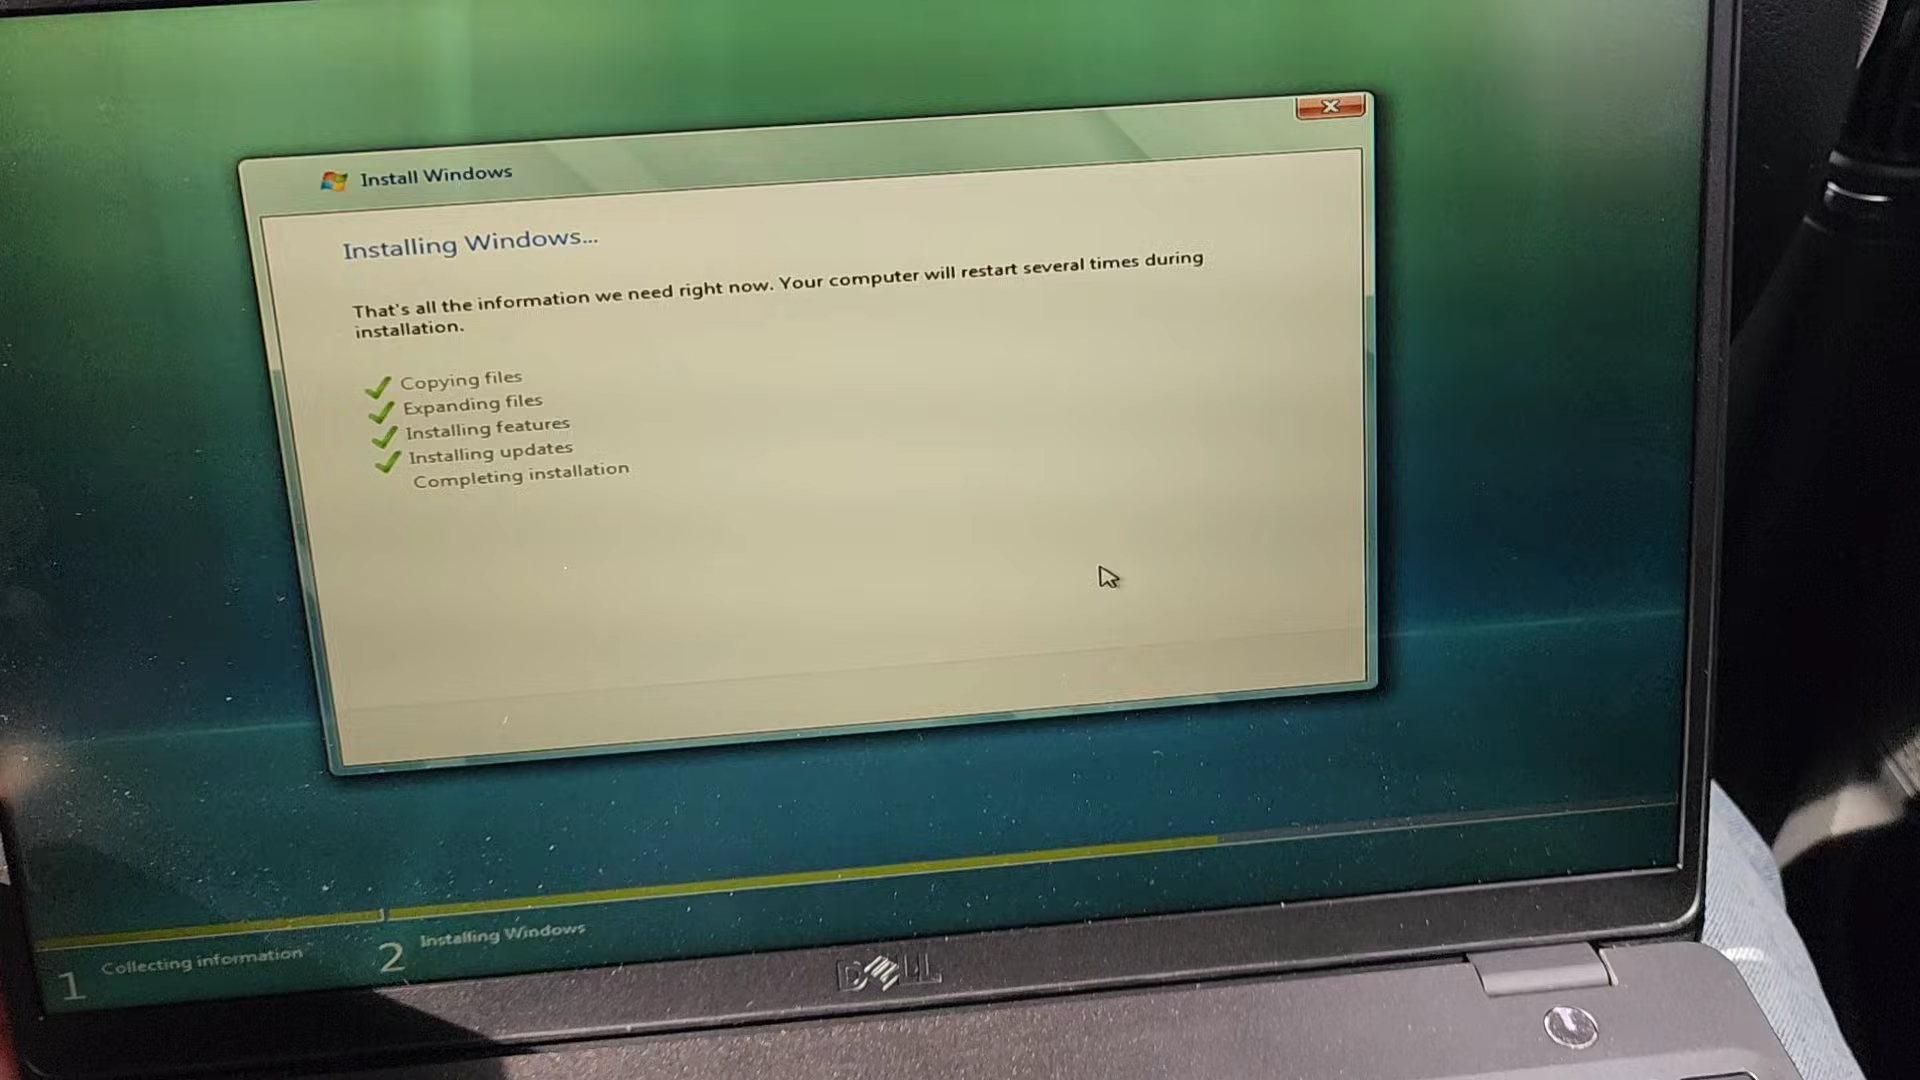 Install Windows
Installing Windows...
That's all the information we need right now. Your computer will restart several times during
installation.
Copying files
Expanding files
Installing features
Installing updates
Completing installation
1 Collecting information
2 Installing Windows
DELL